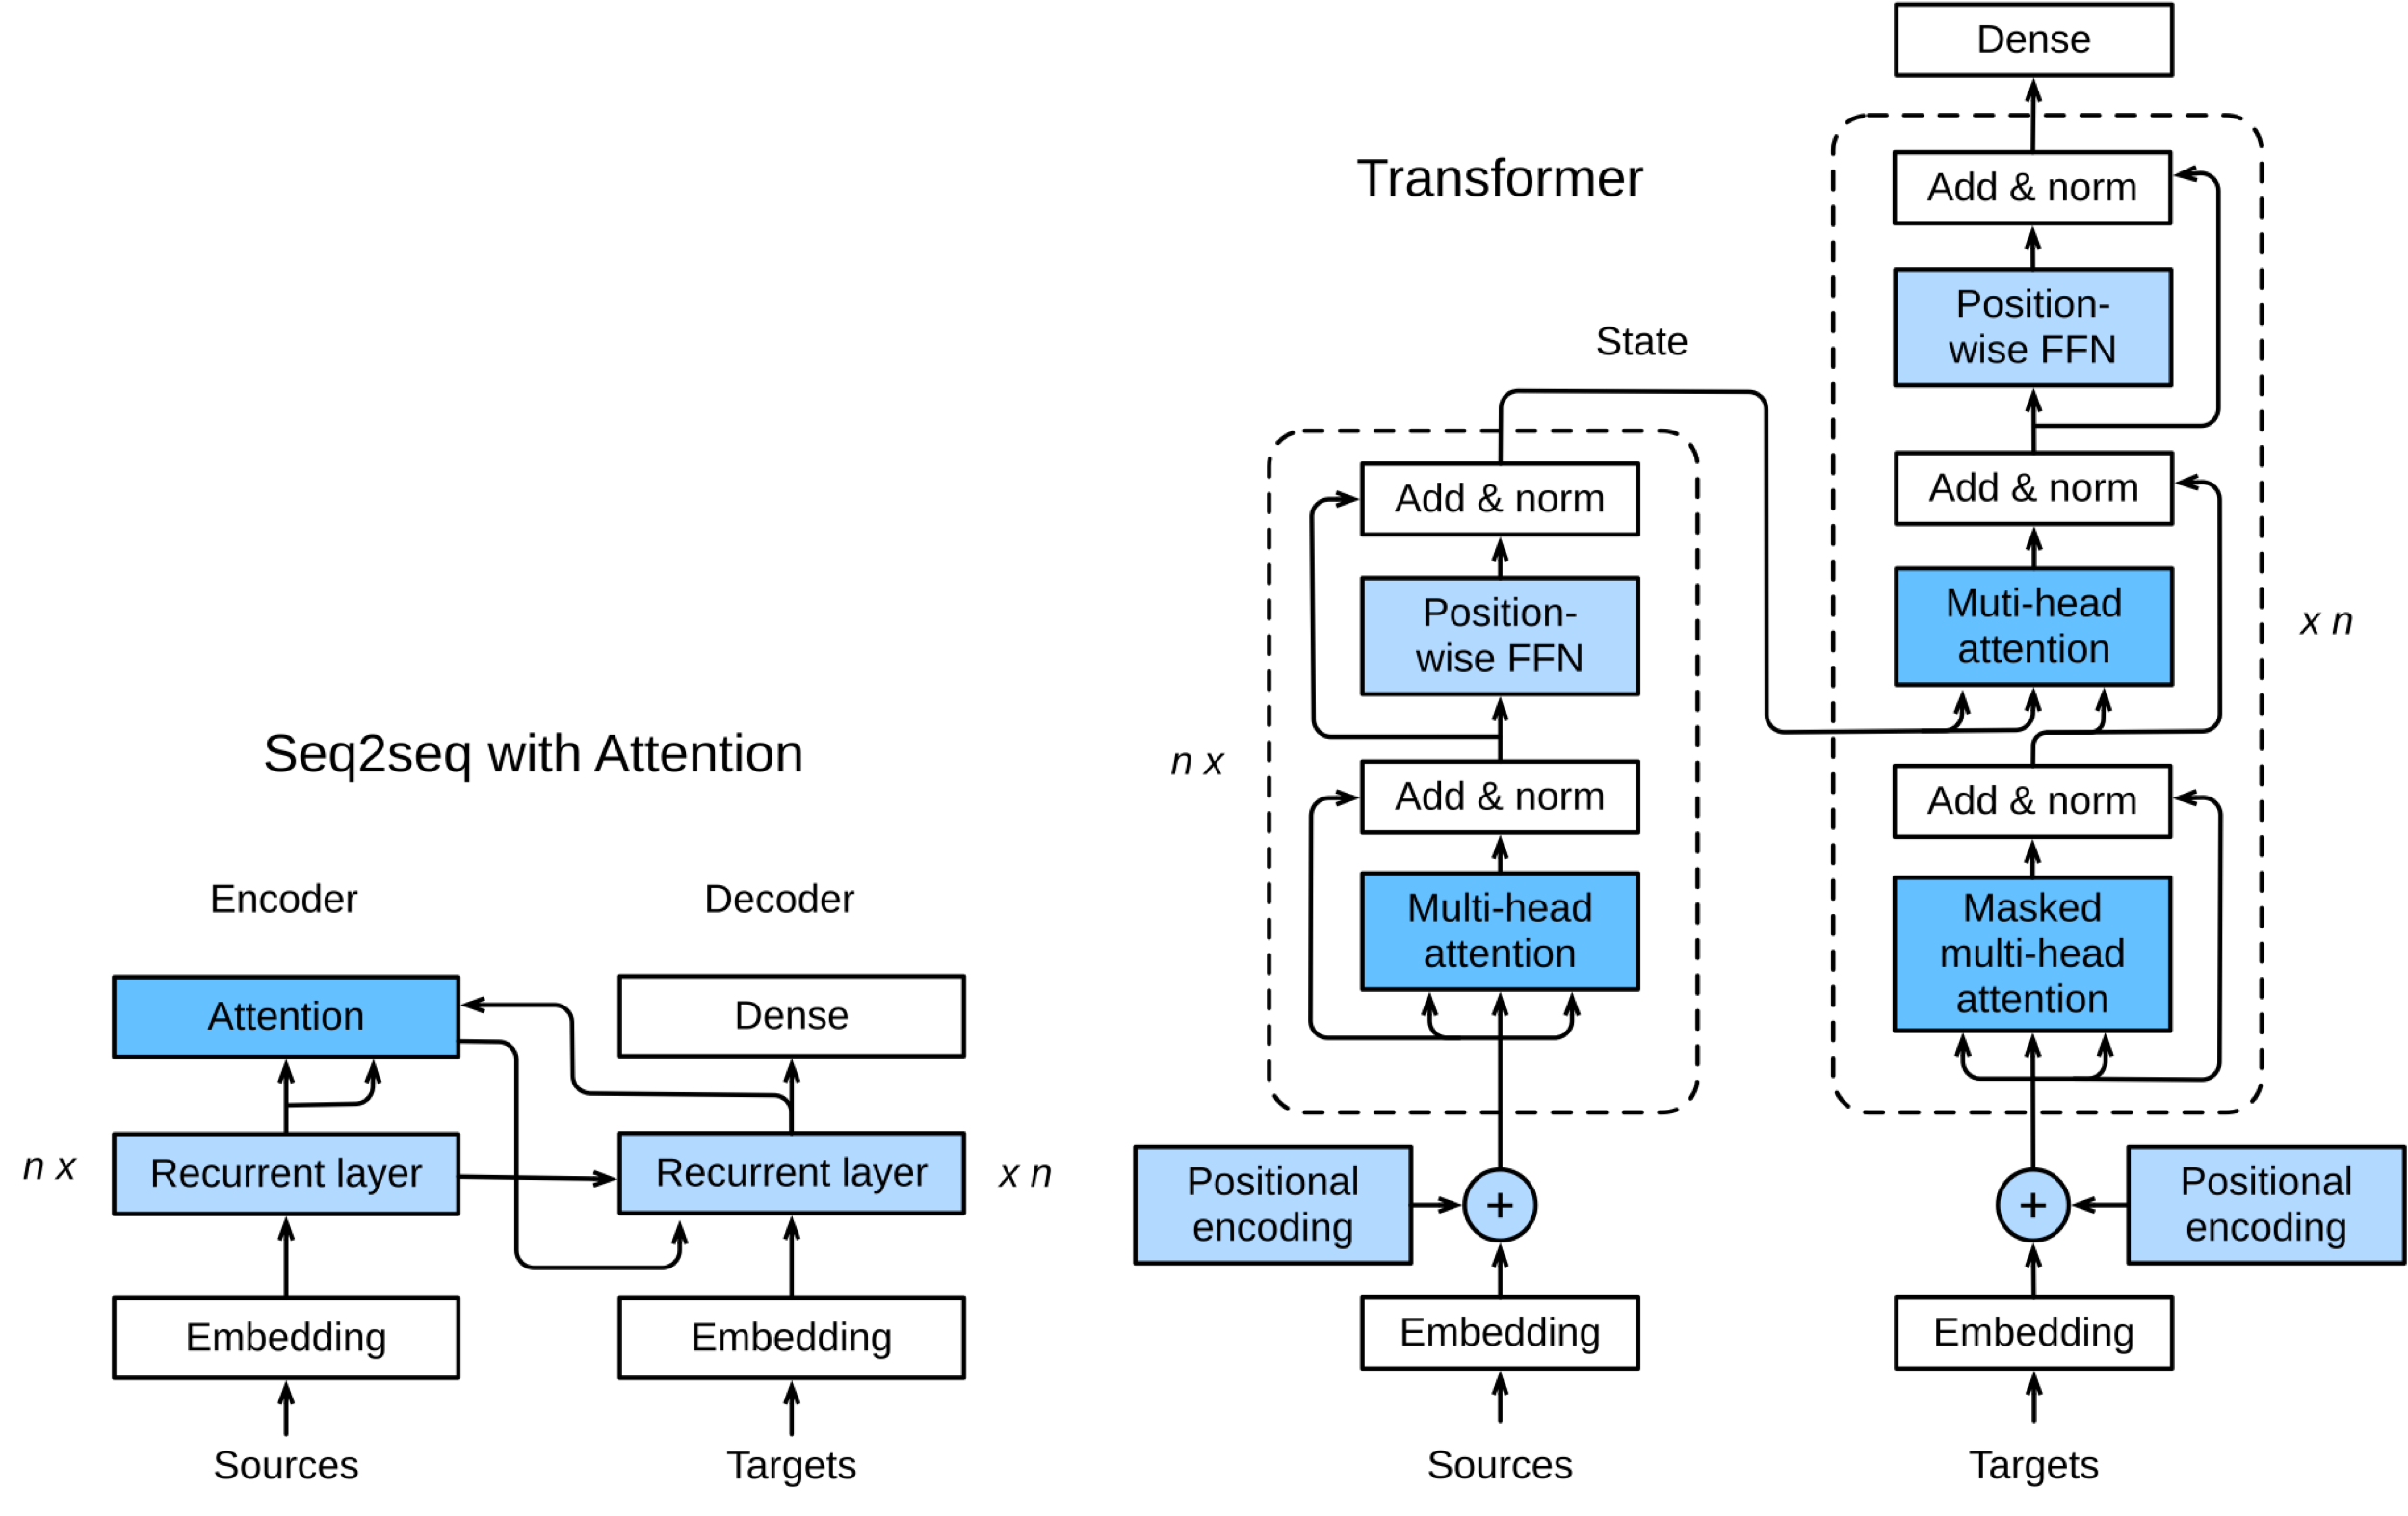 Seq2seq with Attention
Encoder
Decoder
Attention
Dense
n x
Recurrent layer
Recurrent layer
x n
Embedding
Embedding
Sources
Targets
Transformer
State
n x
Add & norm
Position-
wise FFN
Add & norm
Multi-head
attention
Positional
encoding
+
Embedding
Sources
Dense
Add & norm
Position-
wise FFN
Add & norm
Muti-head
attention
x n
Add & norm
Masked
multi-head
attention
+
Positional
encoding
Embedding
Targets